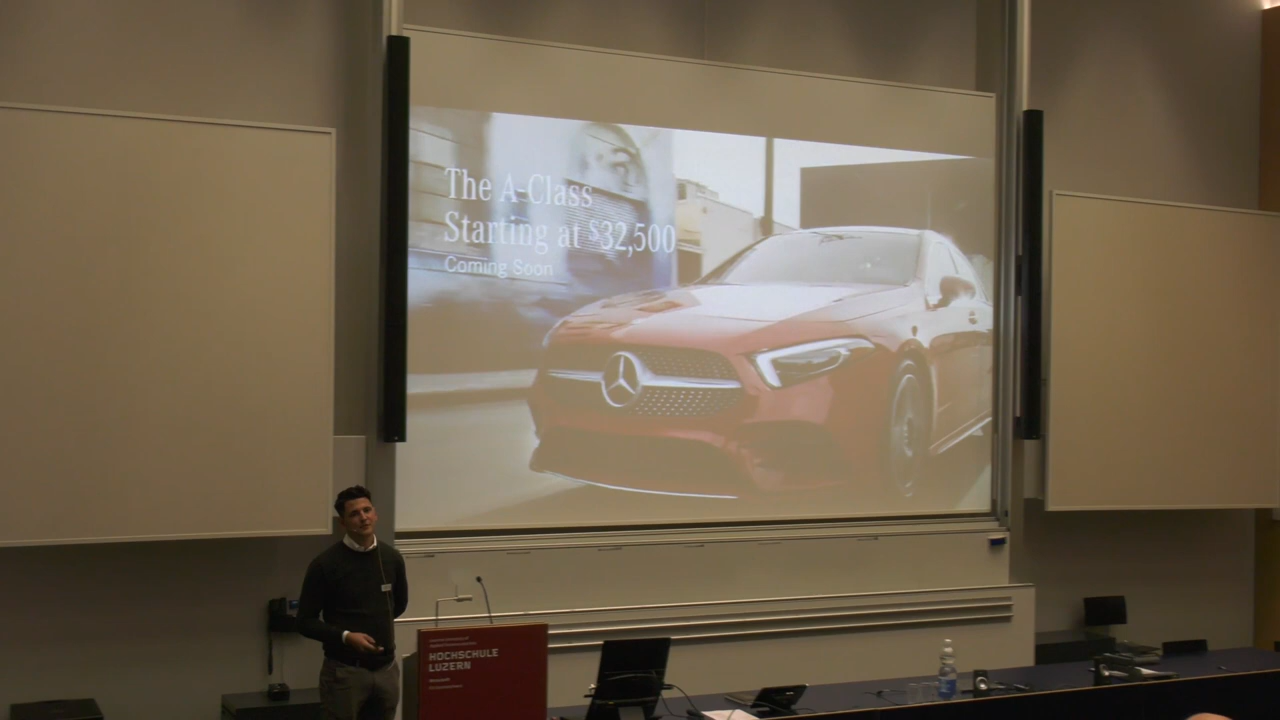 The A-Class
Starting at $32,500
Coming Soon
HOCHSCHULE
LUZERN